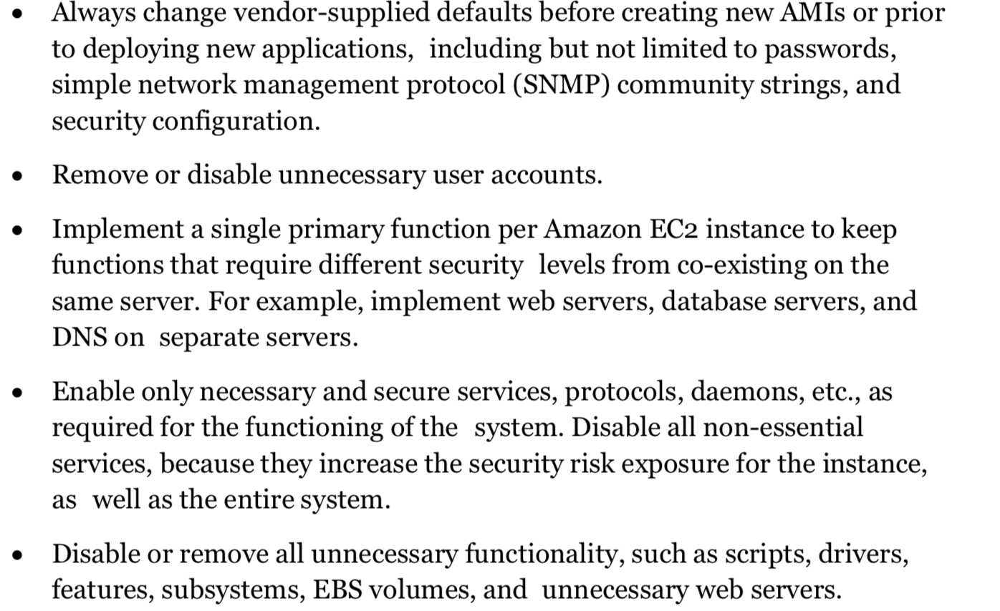 • Always change vendor-supplied defaults before creating new AMIs or prior
to deploying new applications, including but not limited to passwords,
simple network management protocol (SNMP) community strings, and
security configuration.
• Remove or disable unnecessary user accounts.
• Implement a single primary function per Amazon EC2 instance to keep
functions that require different security levels from co-existing on the
same server. For example, implement web servers, database servers, and
DNS on separate servers.
• Enable only necessary and secure services, protocols, daemons, etc., as
required for the functioning of the system. Disable all non-essential
services, because they increase the security risk exposure for the instance,
as well as the entire system.
• Disable or remove all unnecessary functionality, such as scripts, drivers,
features, subsystems, EBS volumes, and unnecessary web servers.